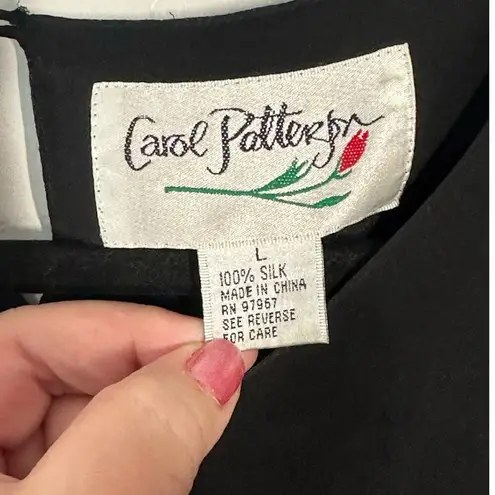 Carol Patterson
L
100% SILK
MADE IN CHINA
RN 97967
SEE REVERSE
FOR CARE